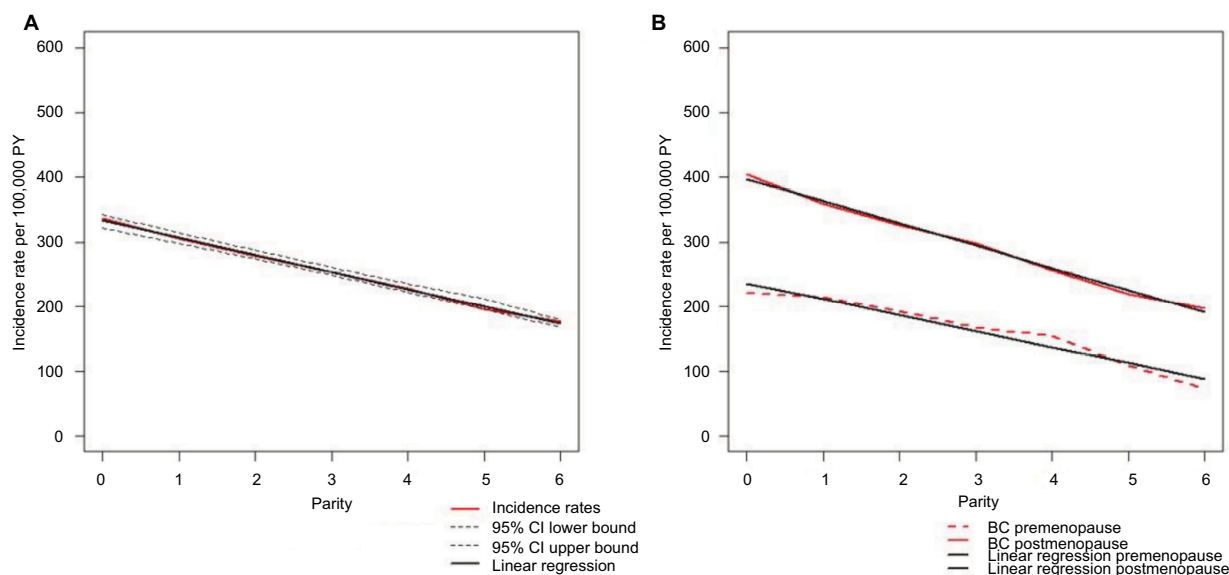 A
600
500
400
300
200
100
0
Incidence rate per 100,000 PY
0 1 2 3 4 5 6
Parity
Incidence rates
95% CI lower bound
95% CI upper bound
Linear regression
B
600
500
400
300
200
100
0
Incidence rate per 100,000 PY
0 1 2 3 4 5 6
Parity
BC premenopause
BC postmenopause
Linear regression premenopause
Linear regression postmenopause